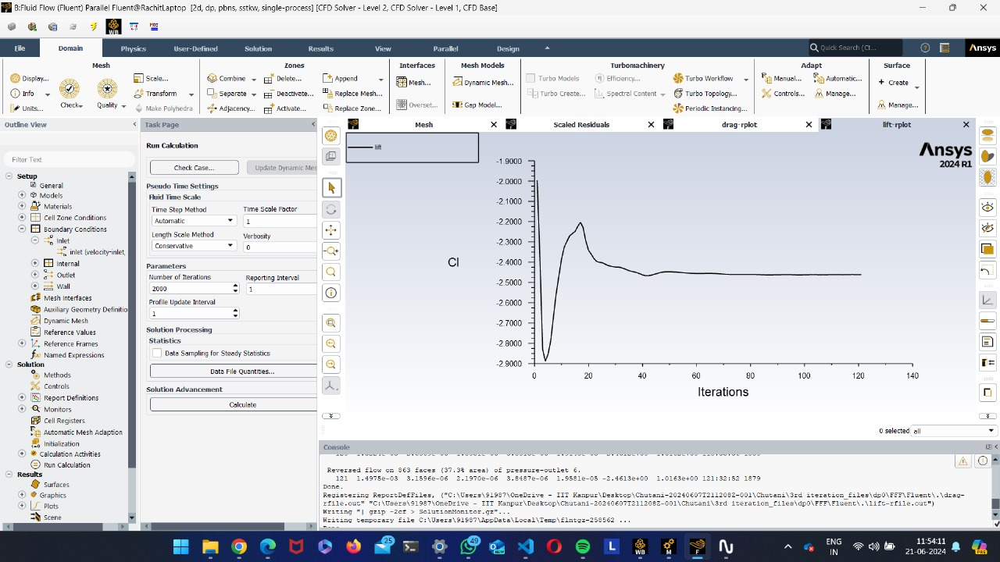 B:Fluid Flow (Fluent) Parallel Fluent@RachitLaptop [2d, dp, pbns, sstkw, single-process] [CFD Solver - Level 2, CFD Solver - Level 1, CFD Base]
File Domain Physics User-Defined Solution Results View Parallel Design Quick Search (Ct... Ansys
Mesh Zones Interfaces Mesh Models Turbomachinery Adapt Surface
Display... Scale... Combine Delete... Append Mesh... Dynamic Mesh... Turbo Models Efficiency... Turbo Workflow Manual... Automatic... Create
Info Transform Separate Deactivate... Replace Mesh... Turbo Create... Spectral Content Turbo Topology... Controls... Manage...
Units... Check Quality Make Polyhedra Adjacency... Activate... Replace Zone... Overset... Gap Model... Periodic Instancing... Manage...
Outline View
Filter Text
Setup
General
Models
Materials
Cell Zone Conditions
Boundary Conditions
Inlet
inlet (velocity-inlet,
Internal
Outlet
Wall
Mesh Interfaces
Auxiliary Geometry Definitio
Dynamic Mesh
Reference Values
Reference Frames
Named Expressions
Solution
Methods
Controls
Report Definitions
Monitors
Cell Registers
Automatic Mesh Adaption
Initialization
Calculation Activities
Run Calculation
Results
Surfaces
Graphics
Plots
Scene
Task Page
Run Calculation
Check Case... Update Dynamic Mes
Pseudo Time Settings
Fluid Time Scale
Time Step Method Time Scale Factor
Automatic 1
Length Scale Method Verbosity
Conservative 0
Parameters
Number of Iterations Reporting Interval
2000 1
Profile Update Interval
1
Solution Processing
Statistics
Data Sampling for Steady Statistics
Data File Quantities...
Solution Advancement
Calculate
Mesh Scaled Residuals drag-rplot lift-rplot
lift
Ansys
2024 R1
-1.9000
-2.0000
-2.1000
-2.2000
-2.3000
-2.4000
-2.5000
-2.6000
-2.7000
-2.8000
-2.9000
Cl
0 20 40 60 80 100 120 140
Iterations
0 selected all
Console
Reversed flow on 863 faces (37.3% area) of pressure-outlet 6.
121 1.4975e-03 3.1596e-06 2.1970e-06 3.8487e-06 1.9581e-05 -2.4613e+00 1.0163e+00 121:32:52 1879
Done.
Registering ReportDefFiles, ("C:\Users\91987\OneDrive - IIT Kanpur\Desktop\Chutani-20240607T211208Z-001\Chutani\3rd iteration_files\dp0\FFF\Fluent\.\drag-
rfile.out" "C:\Users\91987\OneDrive - IIT Kanpur\Desktop\Chutani-20240607T211208Z-001\Chutani\3rd iteration_files\dp0\FFF\Fluent\.\lift-rfile.out")
Writing "| gzip -2cf > SolutionMonitor.gz"...
Writing temporary file C:\Users\91987\AppData\Local\Temp\flntgz-258562 ...
25 49
ENG
IN
11:54:11
21-06-2024